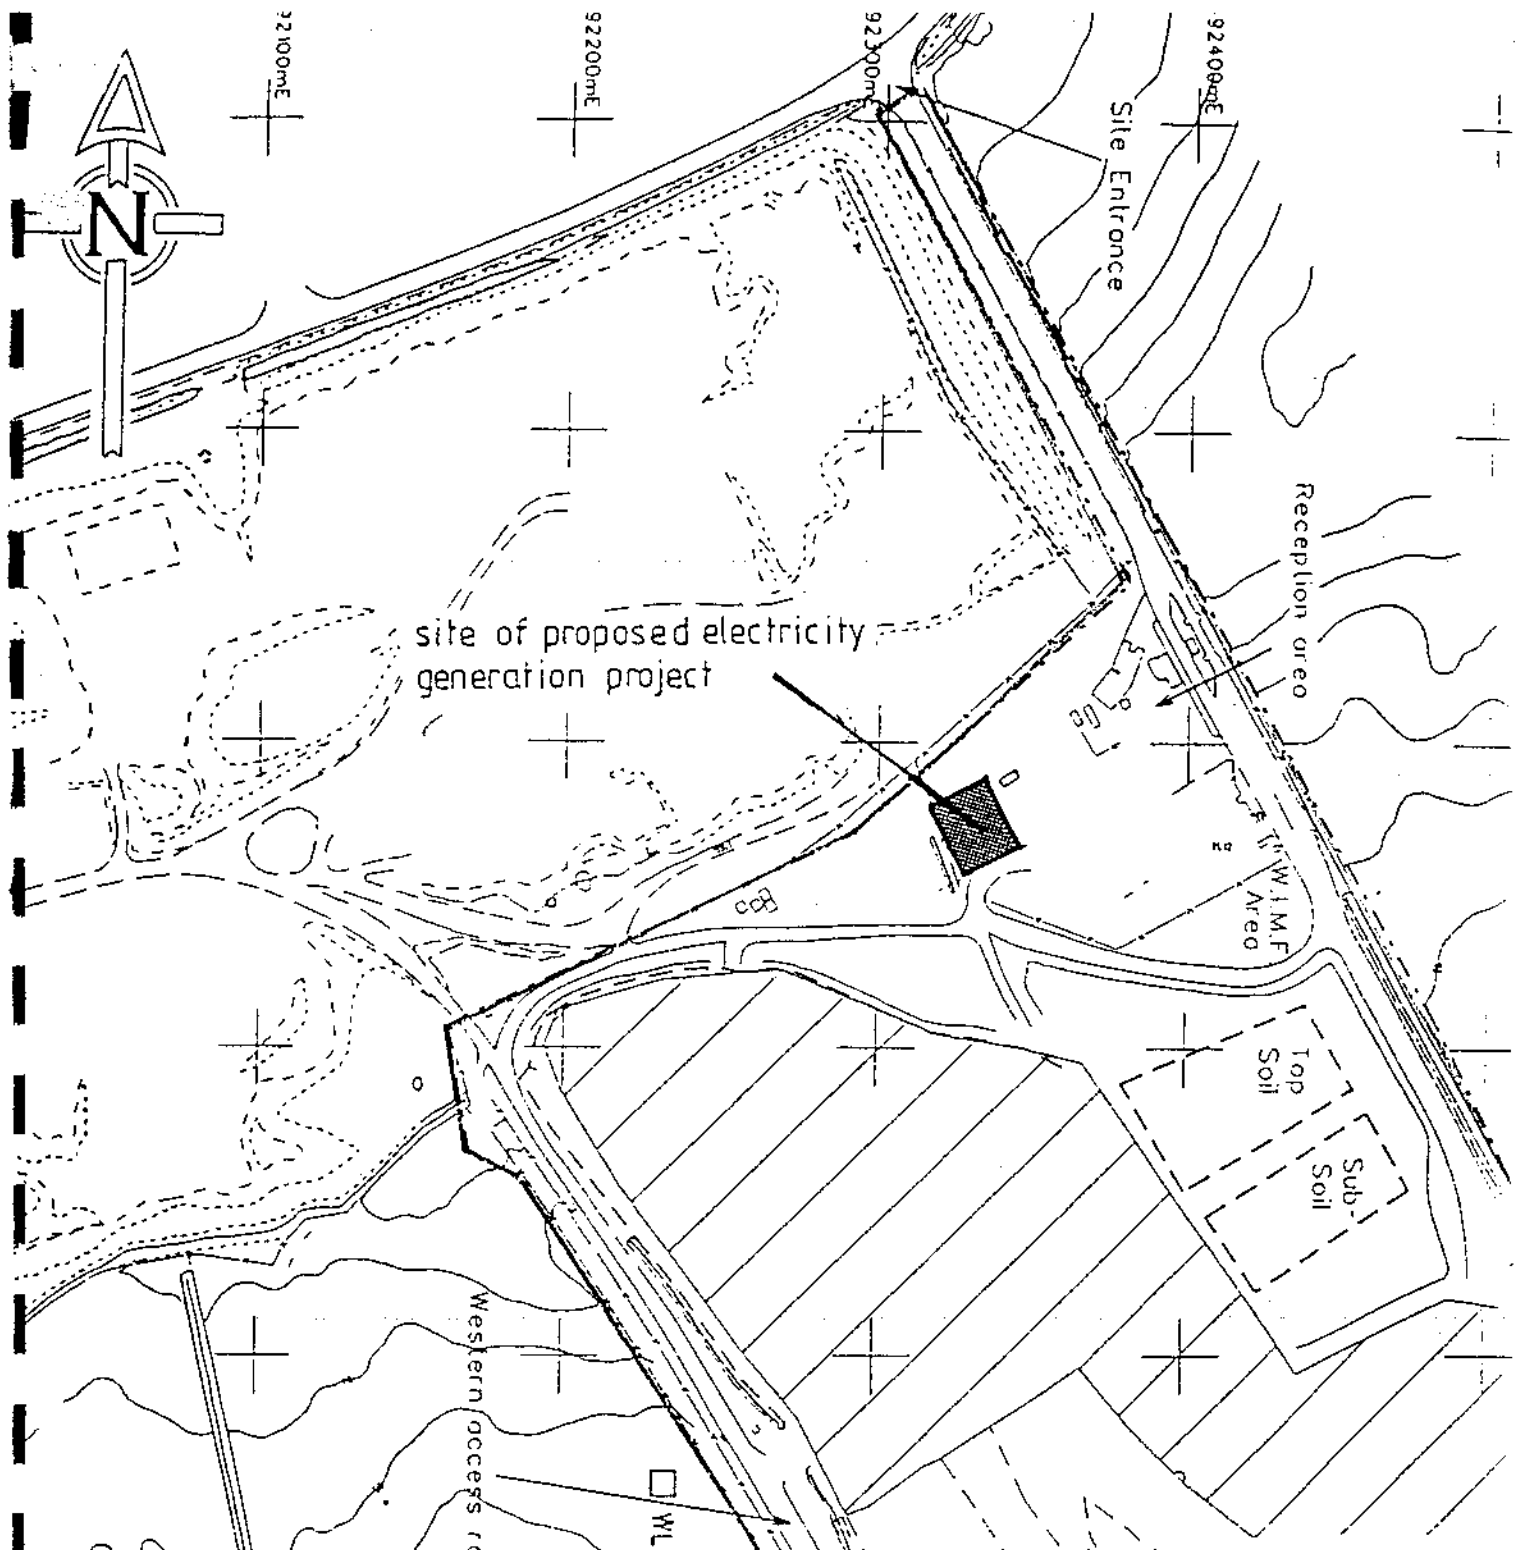 92100mE
92200mE
92300m
92400mE
N
Site Entrance
Reception area
site of proposed electricity
generation project
W.I.M.F
Area
Top
Soil
Sub-
Soil
Western access
WL